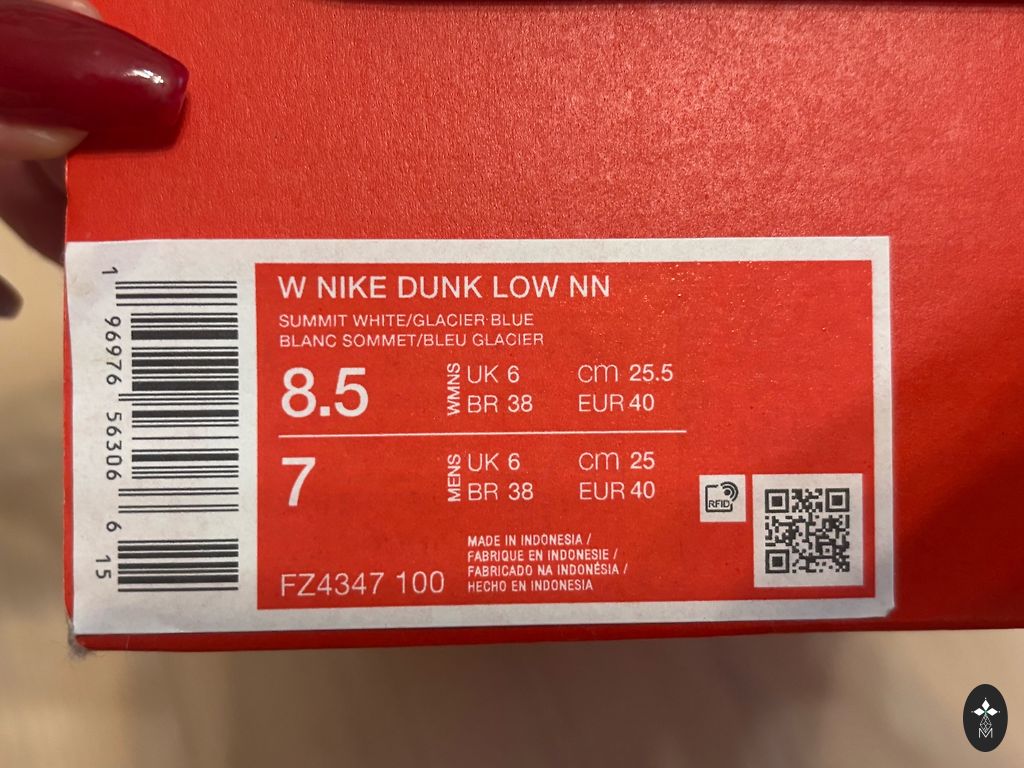 W NIKE DUNK LOW NN
SUMMIT WHITE/GLACIER BLUE
BLANC SOMMET/BLEU GLACIER
8.5 WMNS UK 6 cm 25.5
BR 38 EUR 40
7 MENS UK 6 cm 25
BR 38 EUR 40
RFID
MADE IN INDONESIA /
FABRIQUE EN INDONESIE /
FABRICADO NA INDONÉSIA /
HECHO EN INDONESIA
FZ4347 100
1 96976 56306 6 15
M